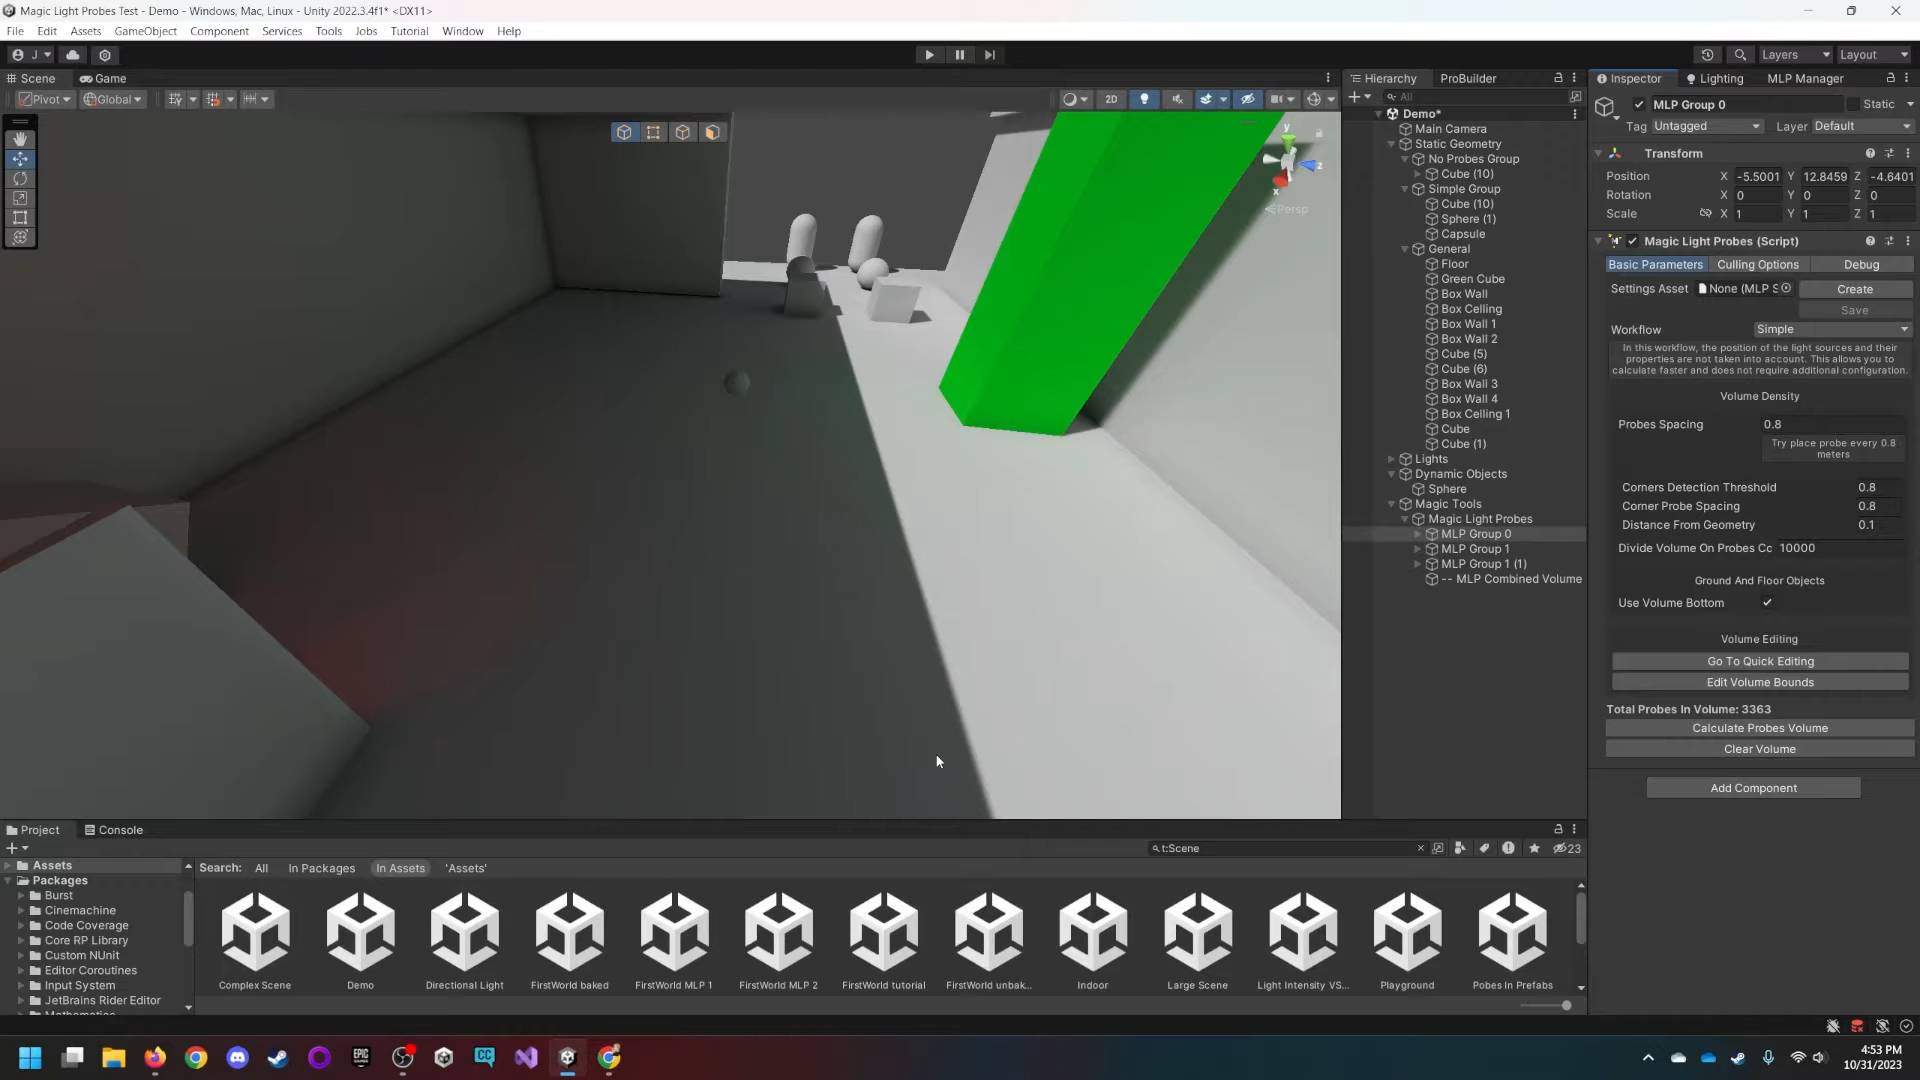 Magic Light Probes Test - Demo - Windows, Mac, Linux - Unity 2022.3.4f1* <DX11>
File Edit Assets GameObject Component Services Tools Jobs Tutorial Window Help
J Layers Layout
Scene Game Hierarchy ProBuilder Inspector Lighting MLP Manager
Pivot Global 2D All
MLP Group 0 Static
Tag Untagged Layer Default
Transform
Position X -5.5001 Y 12.8459 Z -4.6401
Rotation X 0 Y 0 Z 0
Scale X 1 Y 1 Z 1
Magic Light Probes (Script)
Basic Parameters Culling Options Debug
Settings Asset None (MLP S Create
Save
Workflow Simple
In this workflow, the position of the light sources and their
properties are not taken into account. This allows you to
calculate faster and does not require additional configuration.
Volume Density
Probes Spacing 0.8
Try place probe every 0.8
meters
Corners Detection Threshold 0.8
Corner Probe Spacing 0.8
Distance From Geometry 0.1
Divide Volume On Probes Cc 10000
Ground And Floor Objects
Use Volume Bottom
Volume Editing
Go To Quick Editing
Edit Volume Bounds
Total Probes In Volume: 3363
Calculate Probes Volume
Clear Volume
Add Component
Demo*
Main Camera
Static Geometry
No Probes Group
Cube (10)
Simple Group
Cube (10)
Sphere (1)
Capsule
General
Floor
Green Cube
Box Wall
Box Celling
Box Wall 1
Box Wall 2
Cube (5)
Cube (6)
Box Wall 3
Box Wall 4
Box Celling 1
Cube
Cube (1)
Lights
Dynamic Objects
Sphere
Magic Tools
Magic Light Probes
MLP Group 0
MLP Group 1
MLP Group 1 (1)
-- MLP Combined Volume
y
z
x
Persp
Project Console
t:Scene 23
Search: All In Packages In Assets 'Assets'
Assets
Packages
Burst
Cinemachine
Code Coverage
Core RP Library
Custom NUnit
Editor Coroutines
Input System
JetBrains Rider Editor
Mathematics
Complex Scene Demo Directional Light FirstWorld baked FirstWorld MLP 1 FirstWorld MLP 2 FirstWorld tutorial FirstWorld unbak... Indoor Large Scene Light Intensity VS... Playground Pobes In Prefabs
EPIC GAMES CC
4:53 PM
10/31/2023